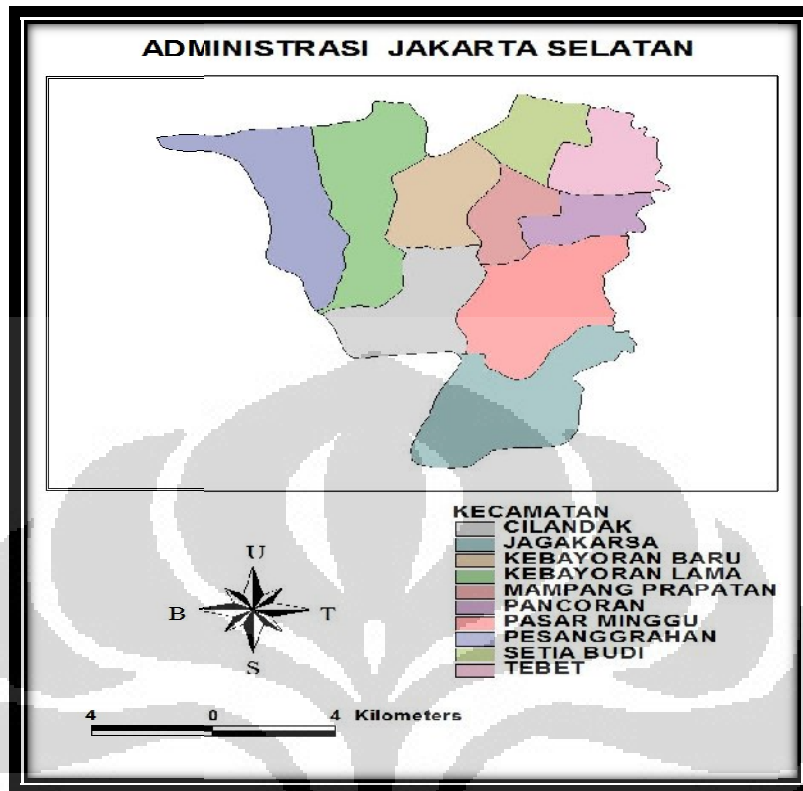 ADMINISTRASI JAKARTA SELATAN
KECAMATAN
CILANDAK
JAGAKARSA
KEBAYORAN BARU
KEBAYORAN LAMA
MAMPANG PRAPATAN
PANCORAN
PASAR MINGGU
PESANGGRAHAN
SETIA BUDI
TEBET
U
B T
S
4 0 4 Kilometers